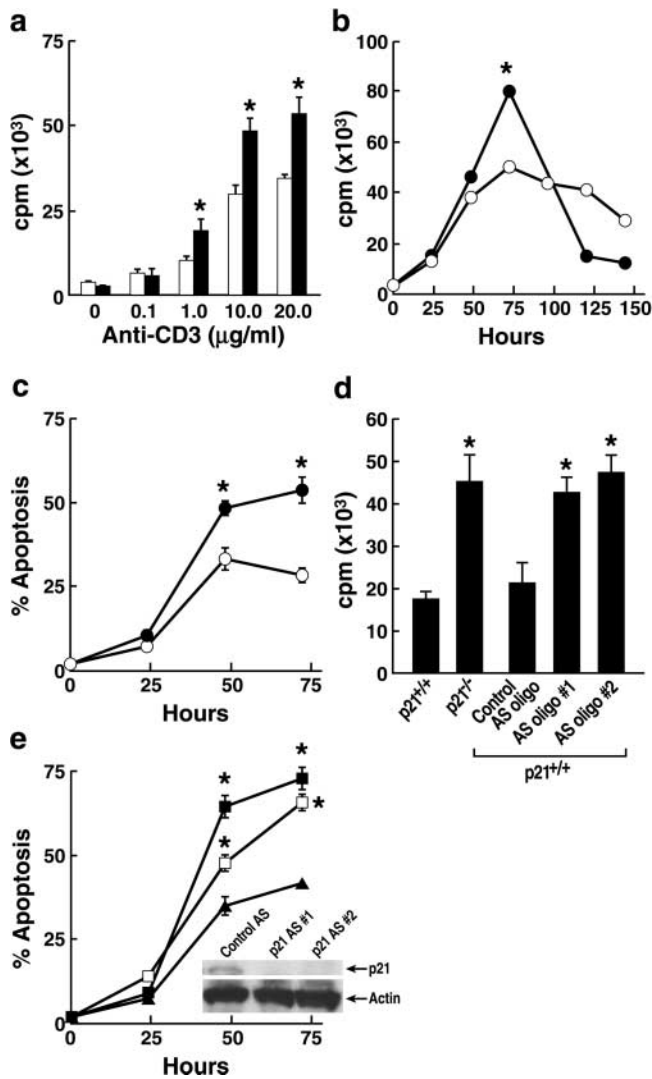 a
cpm (x10³)
75
50
25
0
*
*
*
0 0.1 1.0 10.0 20.0
Anti-CD3 (μg/ml)
b
cpm (x10³)
100
80
60
40
20
0
*
0 25 50 75 100 125 150
Hours
c
% Apoptosis
75
50
25
0
*
*
0 25 50 75
Hours
d
cpm (x10³)
60
50
40
30
20
10
0
*
*
*
p21+/+
p21-/-
Control
AS oligo
AS oligo #1
AS oligo #2
p21+/+
e
% Apoptosis
75
50
25
0
*
*
*
*
Control AS
p21 AS #1
p21 AS #2
p21
Actin
0 25 50 75
Hours